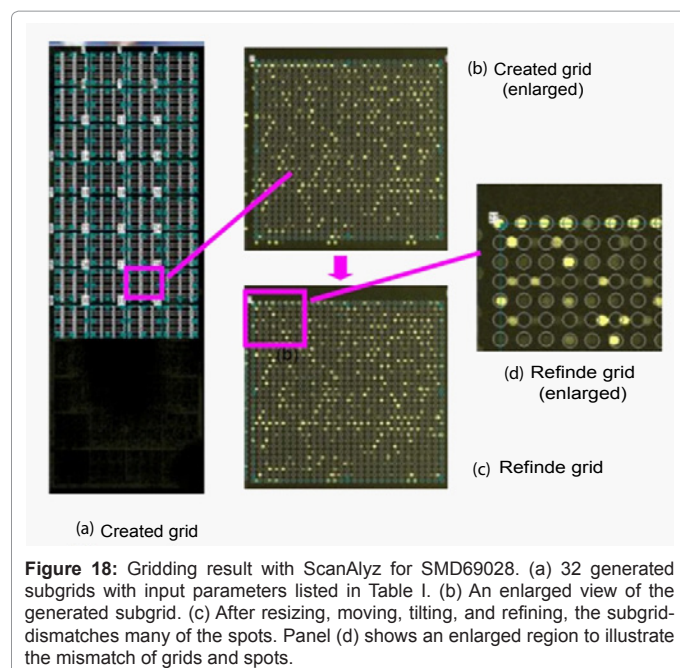 (b) Created grid
(enlarged)
(b)
(d) Refinde grid
(enlarged)
(c) Refinde grid
(a) Created grid
Figure 18: Gridding result with ScanAlyz for SMD69028. (a) 32 generated
subgrids with input parameters listed in Table I. (b) An enlarged view of the
generated subgrid. (c) After resizing, moving, tilting, and refining, the subgrid-
dismatches many of the spots. Panel (d) shows an enlarged region to illustrate
the mismatch of grids and spots.